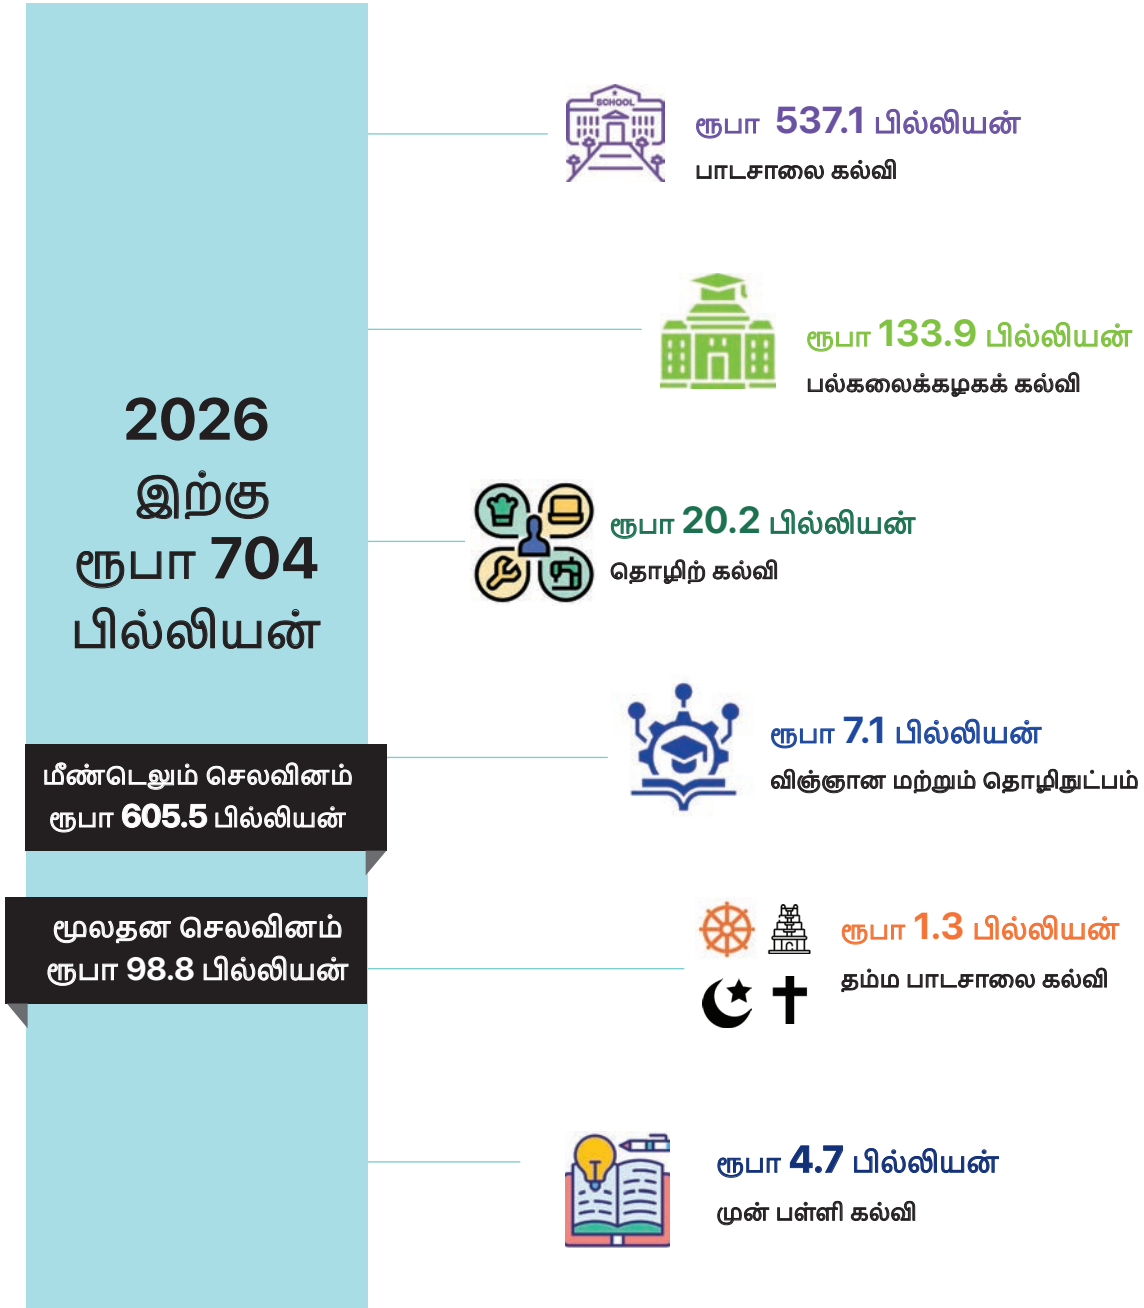 2026
இற்கு
ரூபா 704
பில்லியன்
மீண்டெலும் செலவினம்
ரூபா 605.5 பில்லியன்
மூலதன செலவினம்
ரூபா 98.8 பில்லியன்
SCHOOL
ரூபா 537.1 பில்லியன்
பாடசாலை கல்வி
ரூபா 133.9 பில்லியன்
பல்கலைக்கழகக் கல்வி
ரூபா 20.2 பில்லியன்
தொழிற் கல்வி
ரூபா 7.1 பில்லியன்
விஞ்ஞான மற்றும் தொழிநுட்பம்
ரூபா 1.3 பில்லியன்
தம்ம பாடசாலை கல்வி
ரூபா 4.7 பில்லியன்
முன் பள்ளி கல்வி